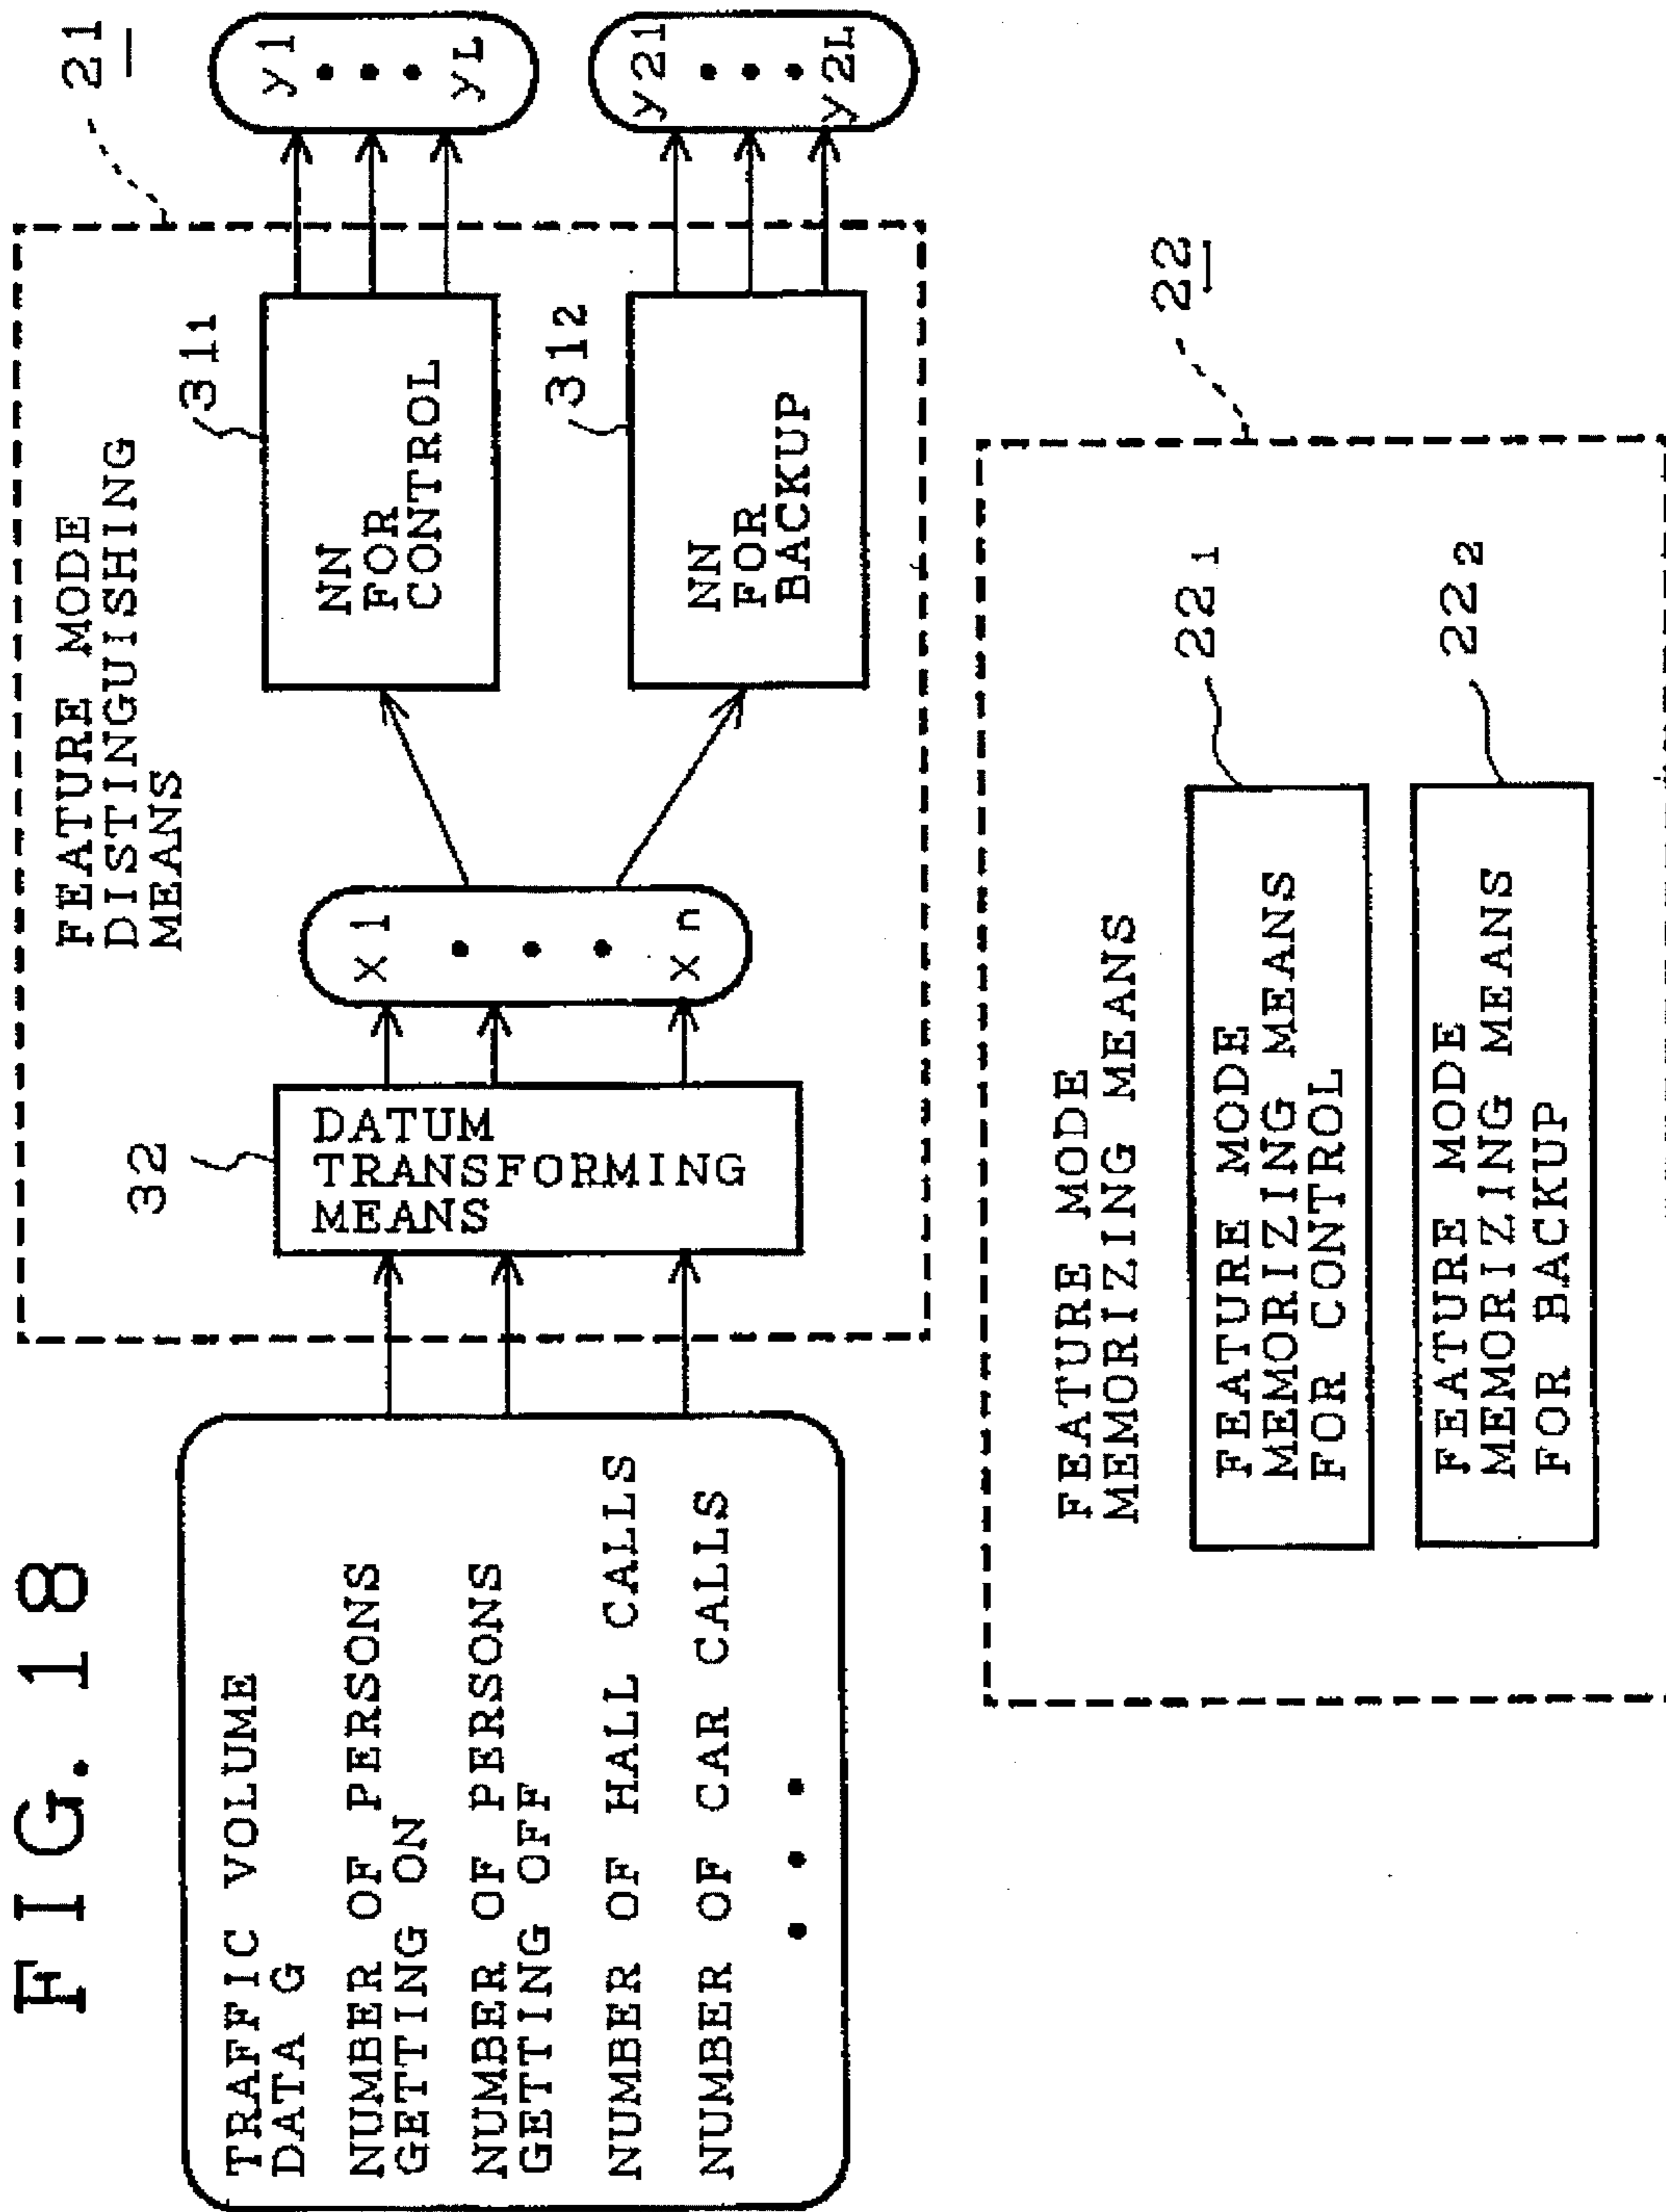 FIG. 18
TRAFFIC VOLUME
DATA G
NUMBER OF PERSONS
GETTING ON
NUMBER OF PERSONS
GETTING OFF
NUMBER OF HALL CALLS
NUMBER OF CAR CALLS
32
DATUM
TRANSFORMING
MEANS
x1
xn
FEATURE MODE
DISTINGUISHING
MEANS
21
311
NN
FOR
CONTROL
312
NN
FOR
BACKUP
y1
yL
y21
y2L
FEATURE MODE
MEMORIZING MEANS
22
FEATURE MODE
MEMORIZING MEANS
FOR CONTROL
221
FEATURE MODE
MEMORIZING MEANS
FOR BACKUP
222